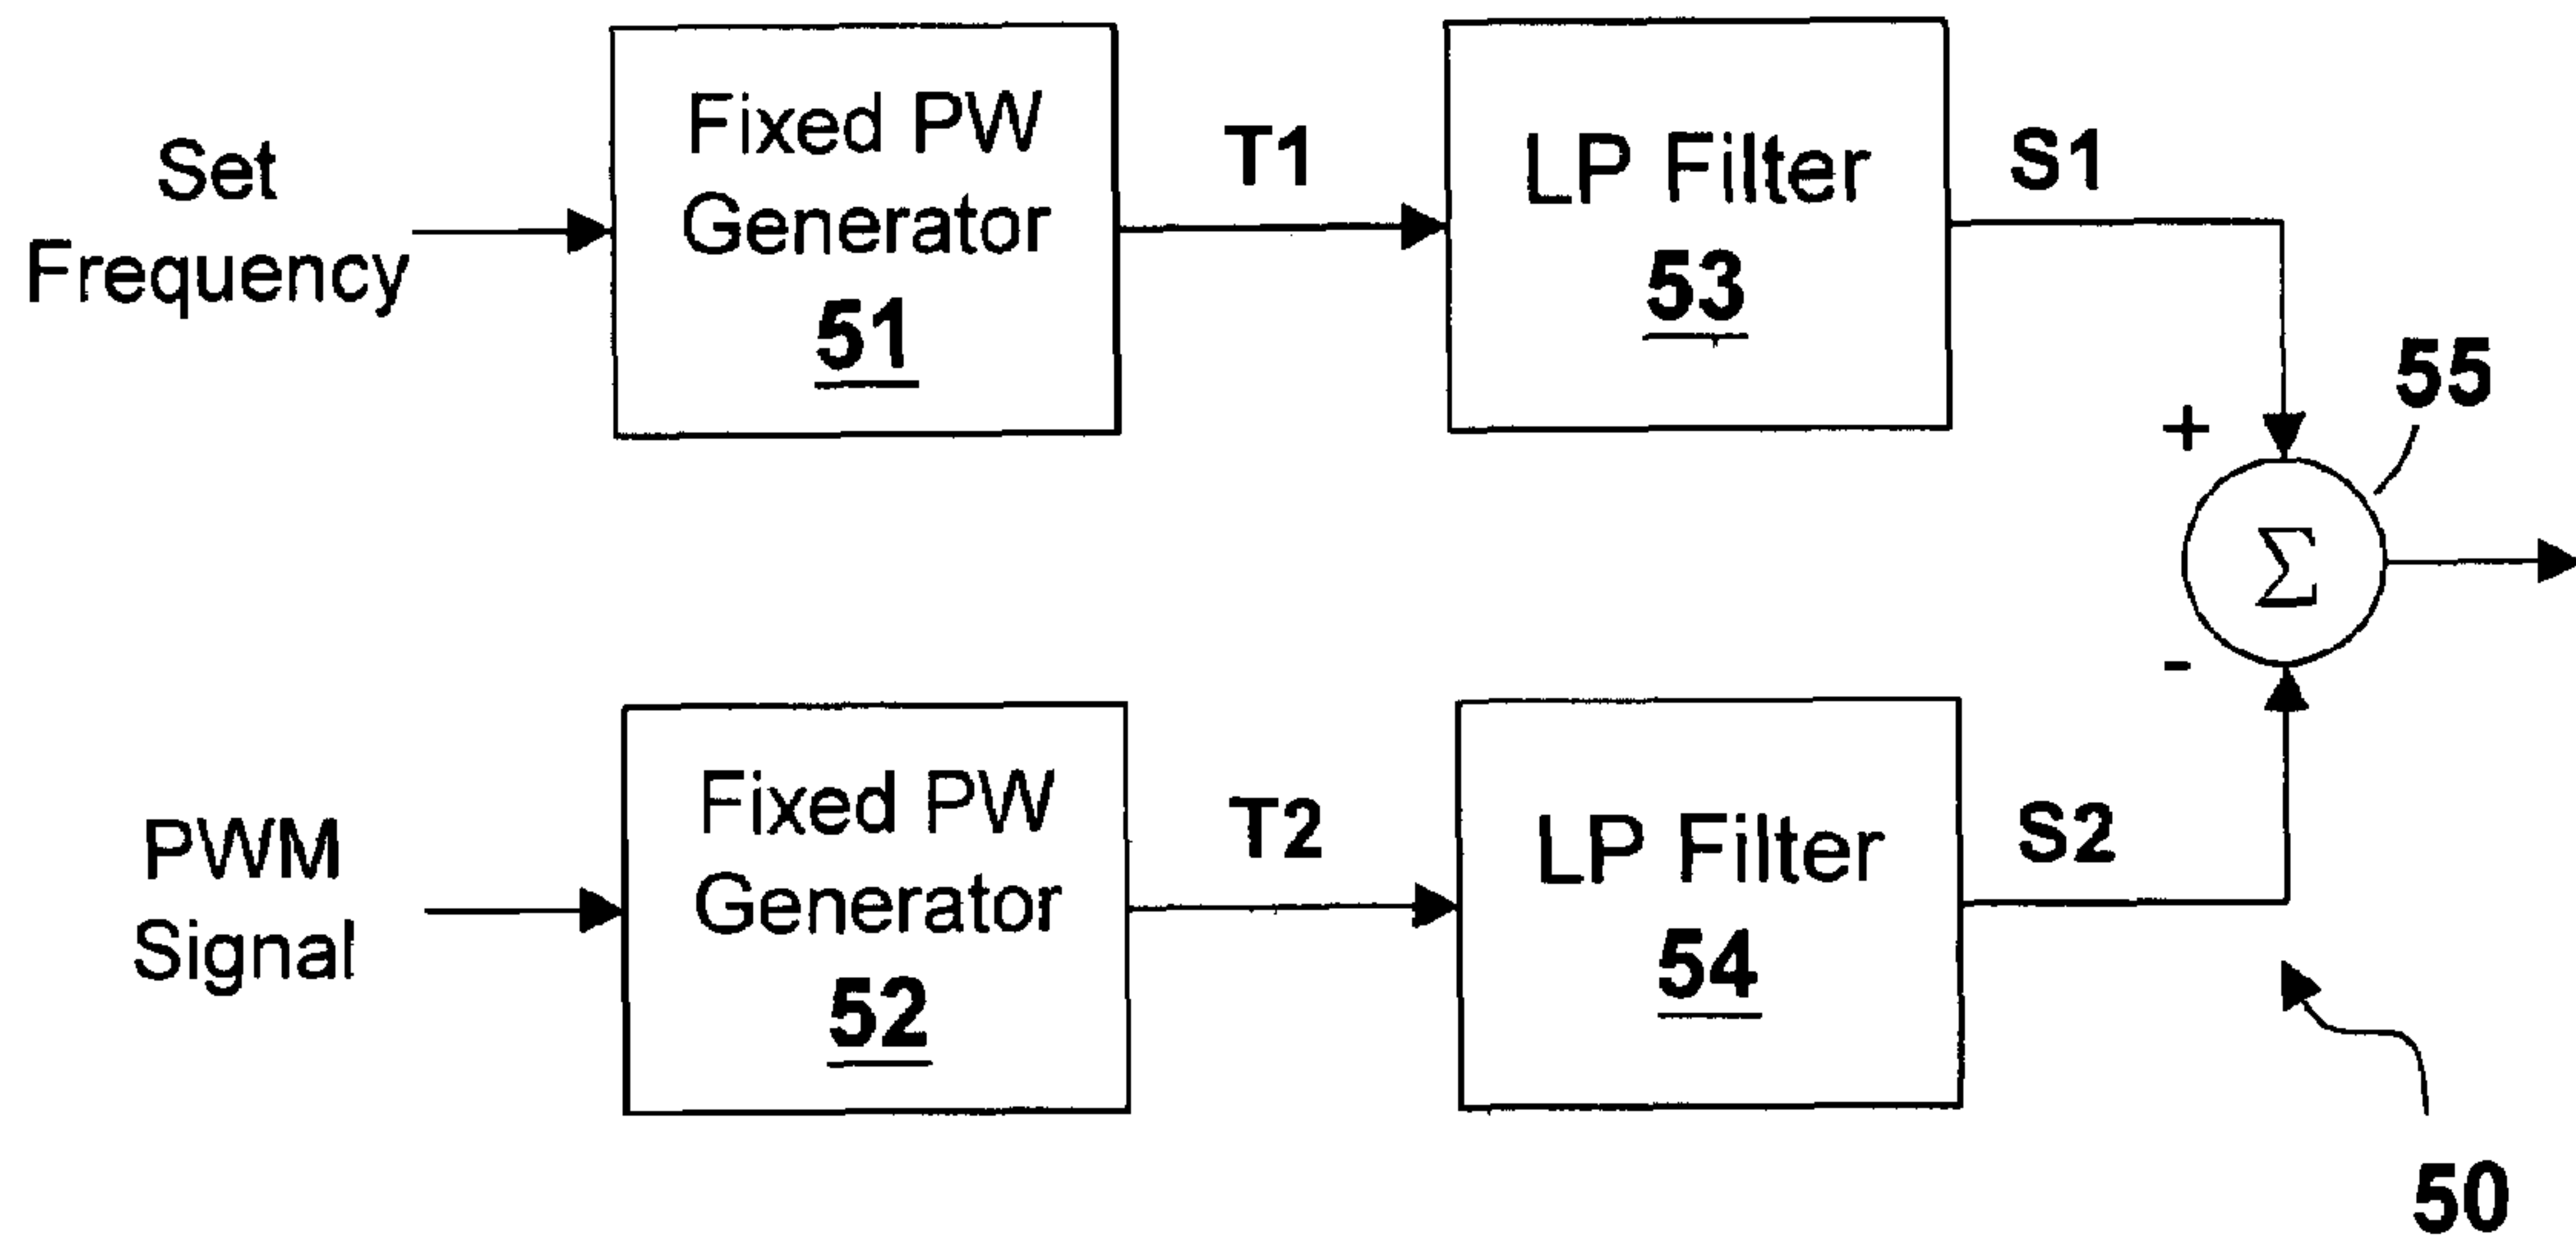 Set
Frequency
Fixed PW
Generator
51
T1
LP Filter
53
S1
55
+
Σ
-
PWM
Signal
Fixed PW
Generator
52
T2
LP Filter
54
S2
50